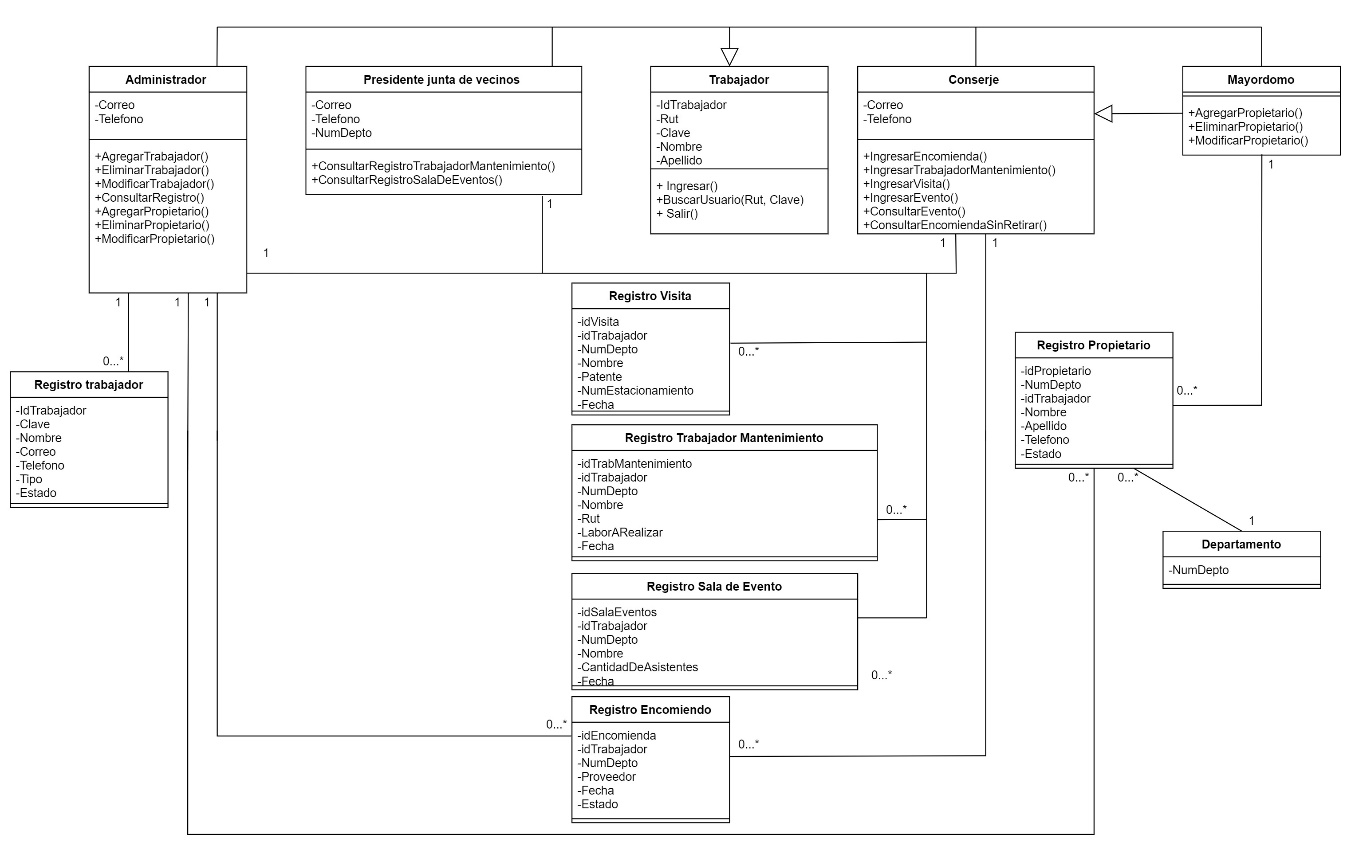 Administrador
-Correo
-Telefono
+AgregarTrabajador()
+EliminarTrabajador()
+ModificarTrabajador()
+ConsultarRegistro()
+AgregarPropietario()
+EliminarPropietario()
+ModificarPropietario()
Presidente junta de vecinos
-Correo
-Telefono
-NumDepto
+ConsultarRegistroTrabajadorMantenimiento()
+ConsultarRegistroSalaDeEventos()
Trabajador
-IdTrabajador
-Rut
-Clave
-Nombre
-Apellido
+ Ingresar()
+BuscarUsuario(Rut, Clave)
+ Salir()
Conserje
-Correo
-Telefono
+IngresarEncomienda()
+IngresarTrabajadorMantenimiento()
+IngresarVisita()
+IngresarEvento()
+ConsultarEvento()
+ConsultarEncomiendaSinRetirar()
Mayordomo
+AgregarPropietario()
+EliminarPropietario()
+ModificarPropietario()
1
1
1
1
1
1
1
1
0...*
Registro trabajador
-IdTrabajador
-Clave
-Nombre
-Correo
-Telefono
-Tipo
-Estado
Registro Visita
-idVisita
-idTrabajador
-NumDepto
-Nombre
-Patente
-NumEstacionamiento
-Fecha
0...*
Registro Propietario
-idPropietario
-NumDepto
-idTrabajador
-Nombre
-Apellido
-Telefono
-Estado
0...*
0...*
0...*
Registro Trabajador Mantenimiento
-idTrabMantenimiento
-idTrabajador
-NumDepto
-Nombre
-Rut
-LaborARealizar
-Fecha
0...*
1
Departamento
-NumDepto
Registro Sala de Evento
-idSalaEventos
-idTrabajador
-NumDepto
-Nombre
-CantidadDeAsistentes
-Fecha
0...*
Registro Encomiendo
-idEncomienda
-idTrabajador
-NumDepto
-Proveedor
-Fecha
-Estado
0...*
0...*